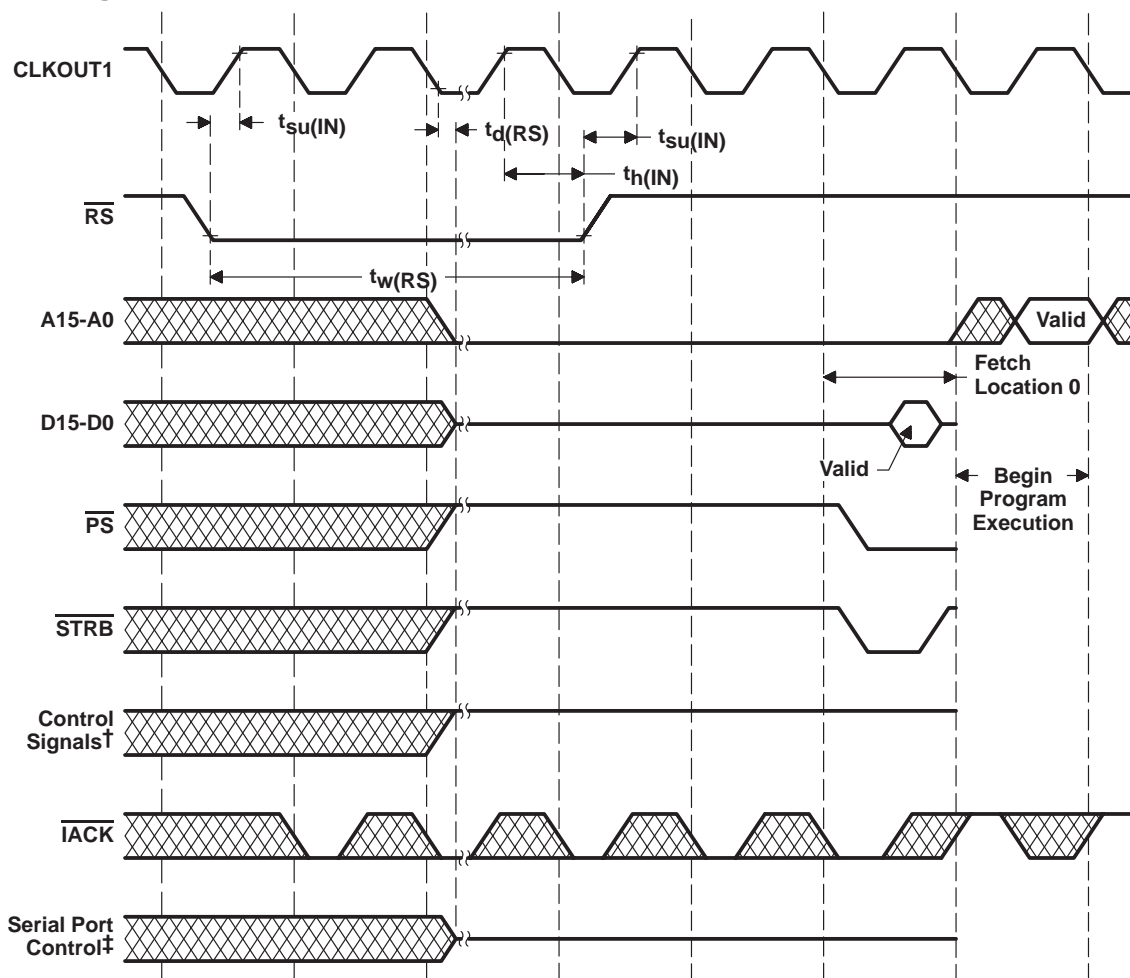 CLKOUT1
tsu(IN)
td(RS)
tsu(IN)
th(IN)
RS
tw(RS)
A15-A0
Valid
Fetch
Location 0
D15-D0
Valid
Begin
Program
Execution
PS
STRB
Control
Signals†
IACK
Serial Port
Control‡